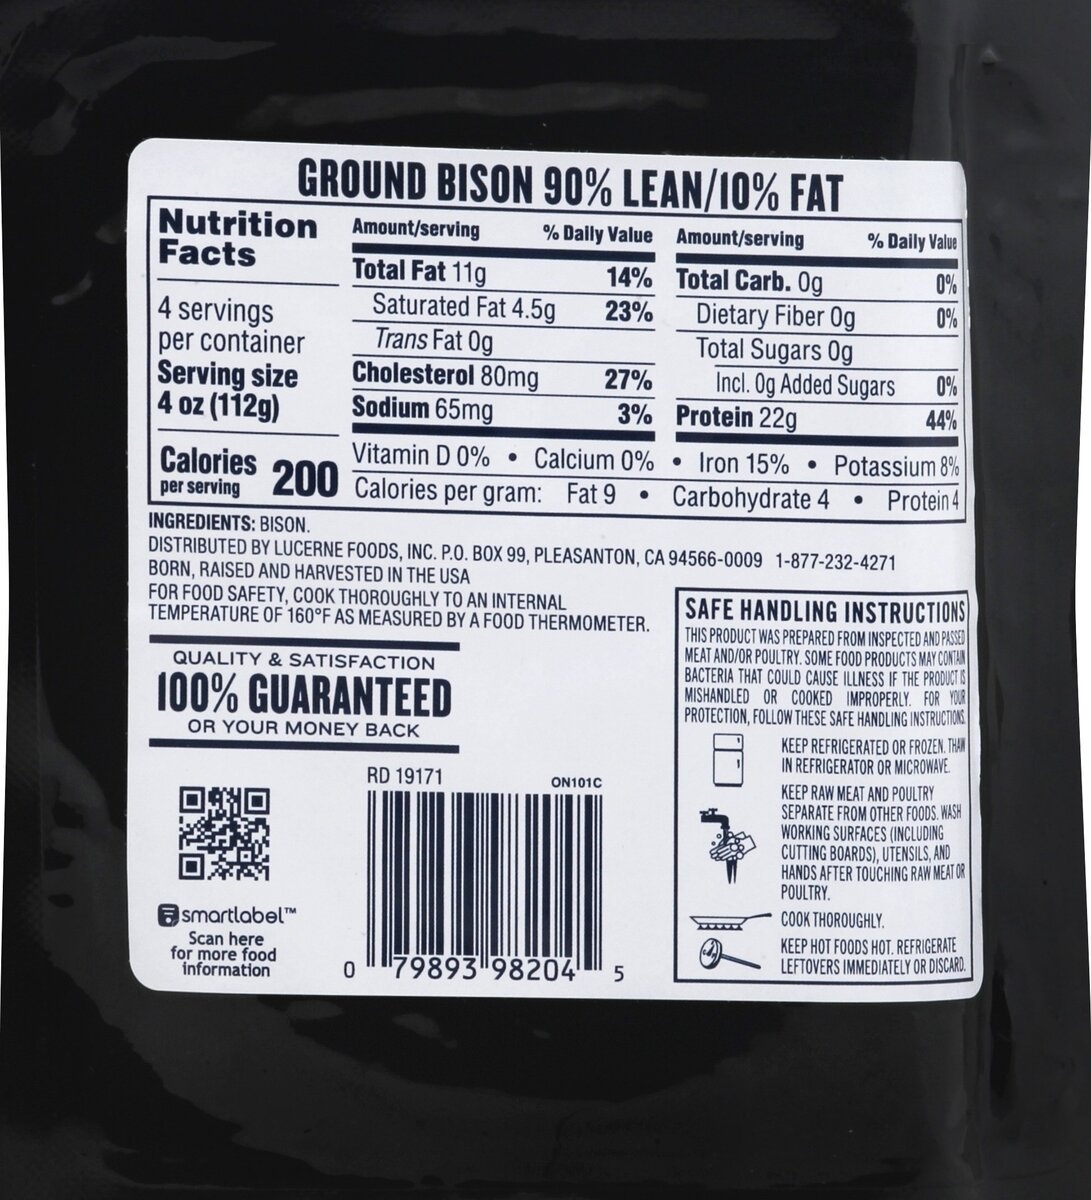 GROUND BISON 90% LEAN/10% FAT
Nutrition
Facts
4 servings
per container
Serving size
4 oz (112g)
Calories
per serving
200
Amount/serving % Daily Value
Total Fat 11g 14%
Saturated Fat 4.5g 23%
Trans Fat 0g
Cholesterol 80mg 27%
Sodium 65mg 3%
Amount/serving % Daily Value
Total Carb. 0g 0%
Dietary Fiber 0g 0%
Total Sugars 0g
Incl. 0g Added Sugars 0%
Protein 22g 44%
Vitamin D 0% • Calcium 0% • Iron 15% • Potassium 8%
Calories per gram: Fat 9 • Carbohydrate 4 • Protein 4
INGREDIENTS: BISON.
DISTRIBUTED BY LUCERNE FOODS, INC. P.O. BOX 99, PLEASANTON, CA 94566-0009 1-877-232-4271
BORN, RAISED AND HARVESTED IN THE USA
FOR FOOD SAFETY, COOK THOROUGHLY TO AN INTERNAL
TEMPERATURE OF 160°F AS MEASURED BY A FOOD THERMOMETER.
QUALITY & SATISFACTION
100% GUARANTEED
OR YOUR MONEY BACK
RD 19171
ON101C
smartlabel™
Scan here
for more food
information
0 79893 98204 5
SAFE HANDLING INSTRUCTIONS
THIS PRODUCT WAS PREPARED FROM INSPECTED AND PASSED
MEAT AND/OR POULTRY. SOME FOOD PRODUCTS MAY CONTAIN
BACTERIA THAT COULD CAUSE ILLNESS IF THE PRODUCT IS
MISHANDLED OR COOKED IMPROPERLY. FOR YOUR
PROTECTION, FOLLOW THESE SAFE HANDLING INSTRUCTIONS.
KEEP REFRIGERATED OR FROZEN. THAW
IN REFRIGERATOR OR MICROWAVE.
KEEP RAW MEAT AND POULTRY
SEPARATE FROM OTHER FOODS. WASH
WORKING SURFACES (INCLUDING
CUTTING BOARDS), UTENSILS, AND
HANDS AFTER TOUCHING RAW MEAT OR
POULTRY.
COOK THOROUGHLY.
KEEP HOT FOODS HOT. REFRIGERATE
LEFTOVERS IMMEDIATELY OR DISCARD.